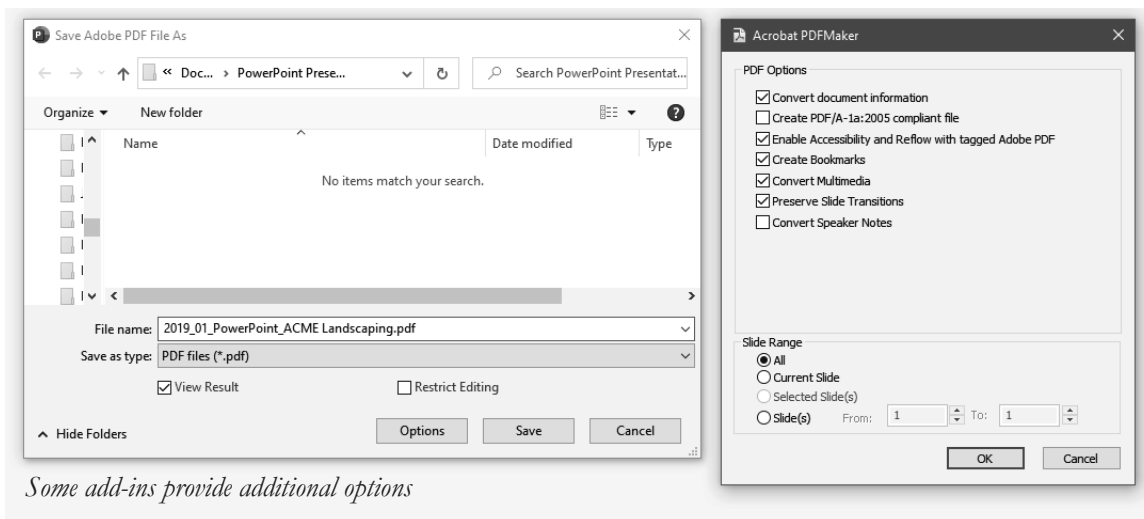 Save Adobe PDF File As
« Doc... › PowerPoint Prese...
Search PowerPoint Presentat...
Organize
New folder
Name
Date modified
Type
No items match your search.
File name: 2019_01_PowerPoint_ACME Landscaping.pdf
Save as type: PDF files (*.pdf)
View Result
Restrict Editing
Hide Folders
Options
Save
Cancel
Acrobat PDFMaker
PDF Options
Convert document information
Create PDF/A-1a:2005 compliant file
Enable Accessibility and Reflow with tagged Adobe PDF
Create Bookmarks
Convert Multimedia
Preserve Slide Transitions
Convert Speaker Notes
Slide Range
All
Current Slide
Selected Slide(s)
Slide(s) From: 1 To: 1
OK
Cancel
Some add-ins provide additional options